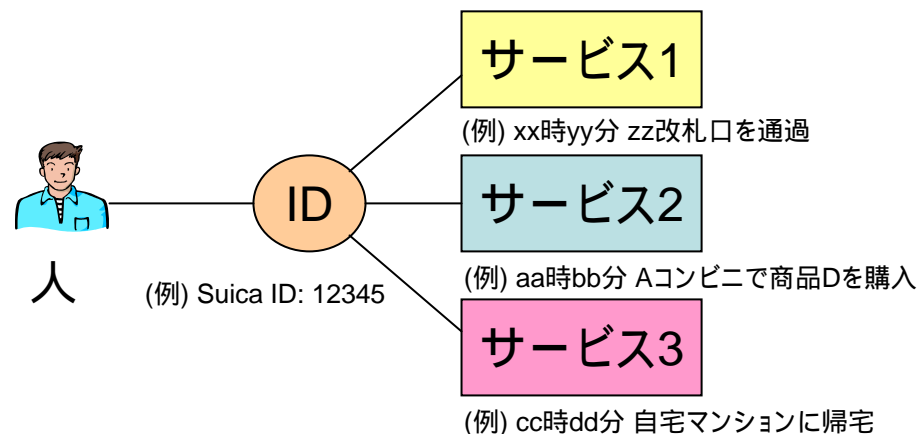 サービス1
(例) xx時yy分 zz改札口を通過
ID
サービス2
人
(例) Suica ID: 12345
(例) aa時bb分 Aコンビニで商品Dを購入
サービス3
(例) cc時dd分 自宅マンションに帰宅